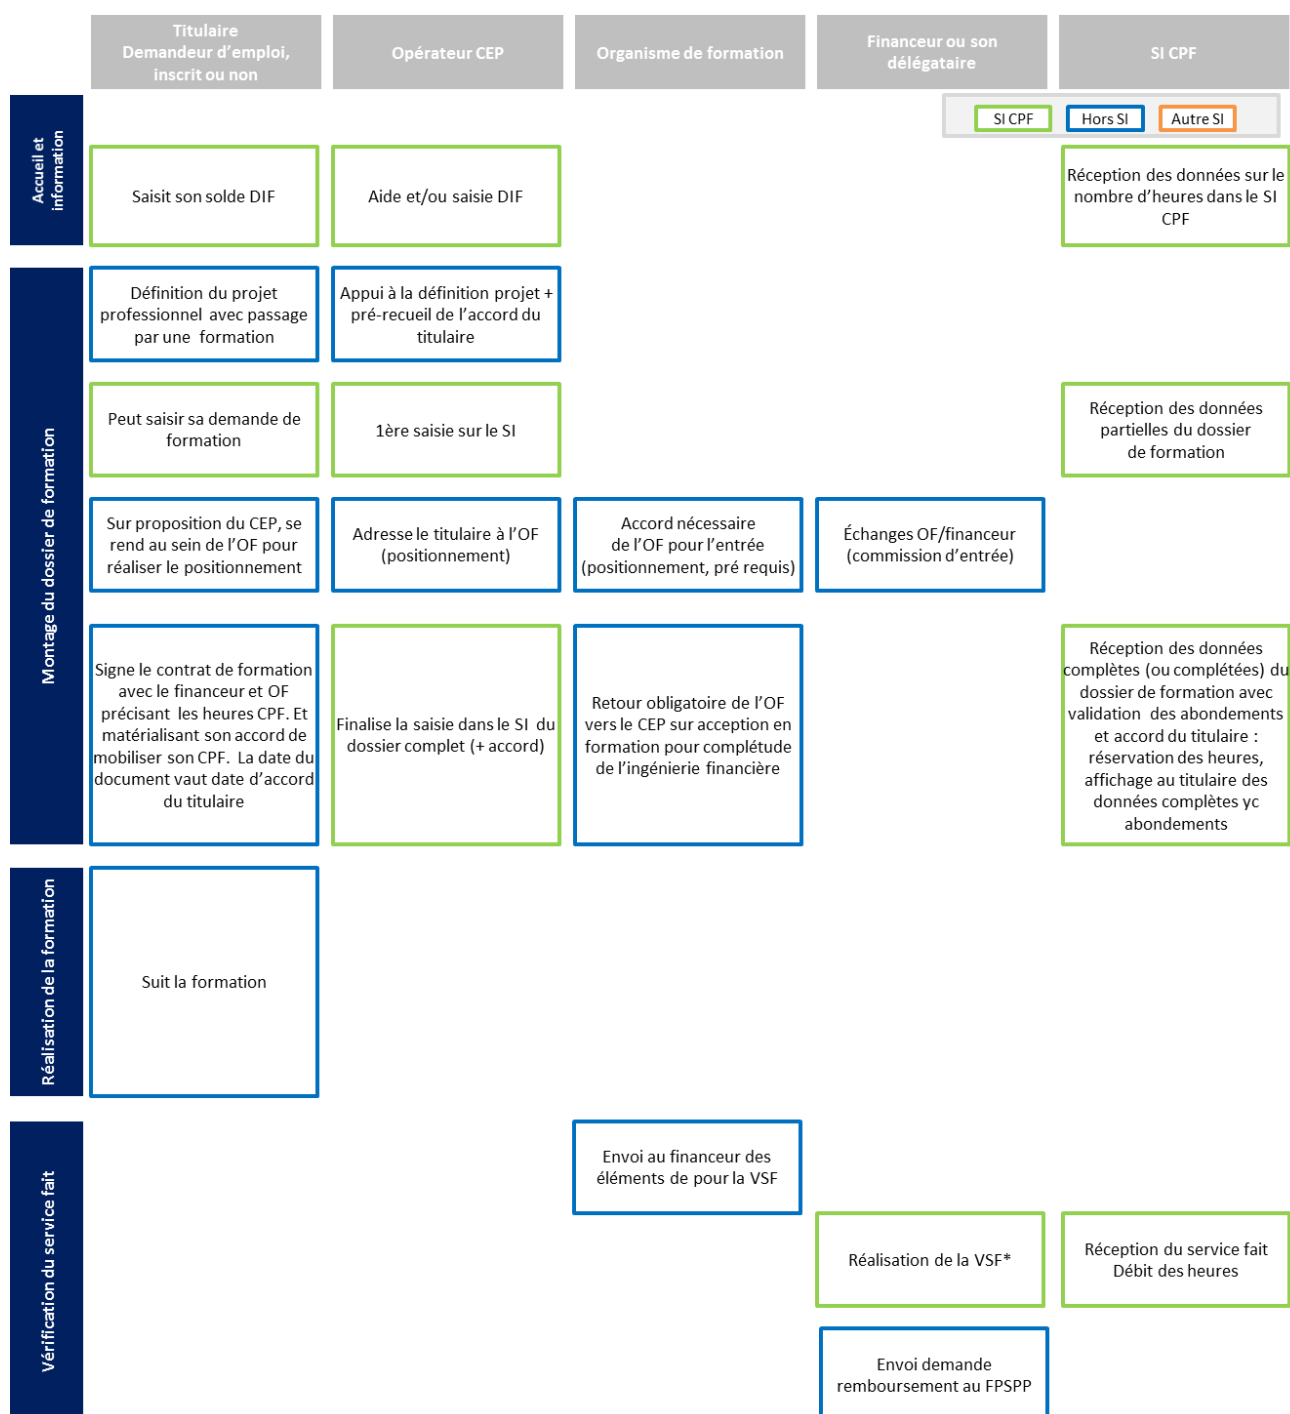 Titulaire
Demandeur d’emploi,
inscrit ou non
Opérateur CEP
Organisme de formation
Financeur ou son
délégataire
SI CPF
SI CPF
Hors SI
Autre SI
Accueil et
information
Saisit son solde DIF
Aide et/ou saisie DIF
Réception des données sur le
nombre d’heures dans le SI
CPF
Montage du dossier de formation
Définition du projet
professionnel avec passage
par une formation
Appui à la définition projet +
pré-recueil de l’accord du
titulaire
Peut saisir sa demande de
formation
1ère saisie sur le SI
Réception des données
partielles du dossier
de formation
Sur proposition du CEP, se
rend au sein de l’OF pour
réaliser le positionnement
Adresse le titulaire à l’OF
(positionnement)
Accord nécessaire
de l’OF pour l’entrée
(positionnement, pré requis)
Échanges OF/financeur
(commission d’entrée)
Signe le contrat de formation
avec le financeur et OF
précisant les heures CPF. Et
matérialisant son accord de
mobiliser son CPF. La date du
document vaut date d’accord
du titulaire
Finalise la saisie dans le SI du
dossier complet (+ accord)
Retour obligatoire de l’OF
vers le CEP sur acception en
formation pour complétude
de l’ingénierie financière
Réception des données
complètes (ou complétées) du
dossier de formation avec
validation des abondements
et accord du titulaire :
réservation des heures,
affichage au titulaire des
données complètes yc
abondements
Réalisation de la formation
Suit la formation
Vérification du service fait
Envoi au financeur des
éléments de pour la VSF
Réalisation de la VSF*
Réception du service fait
Débit des heures
Envoi demande
remboursement au FPSPP